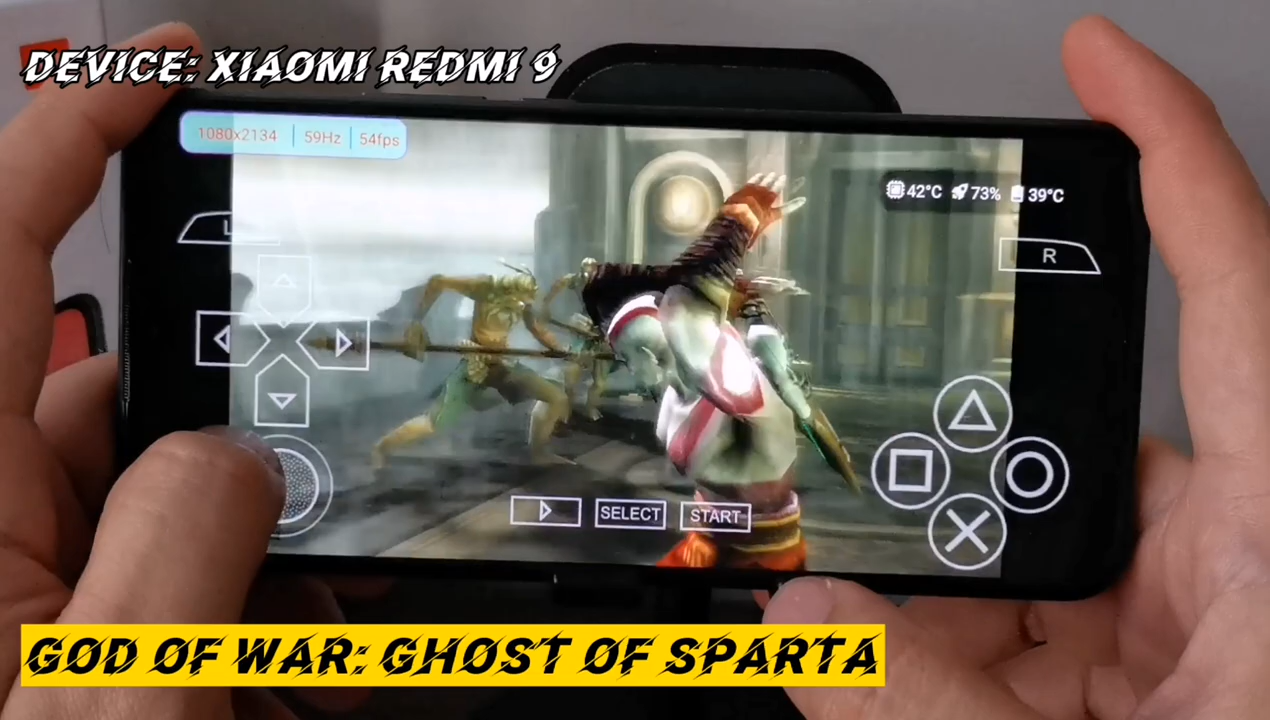 DEVICE: XIAOMI REDMI 9
1080x2134 | 59Hz | 54fps
42°C 73% 39°C
L
R
SELECT START
GOD OF WAR: GHOST OF SPARTA